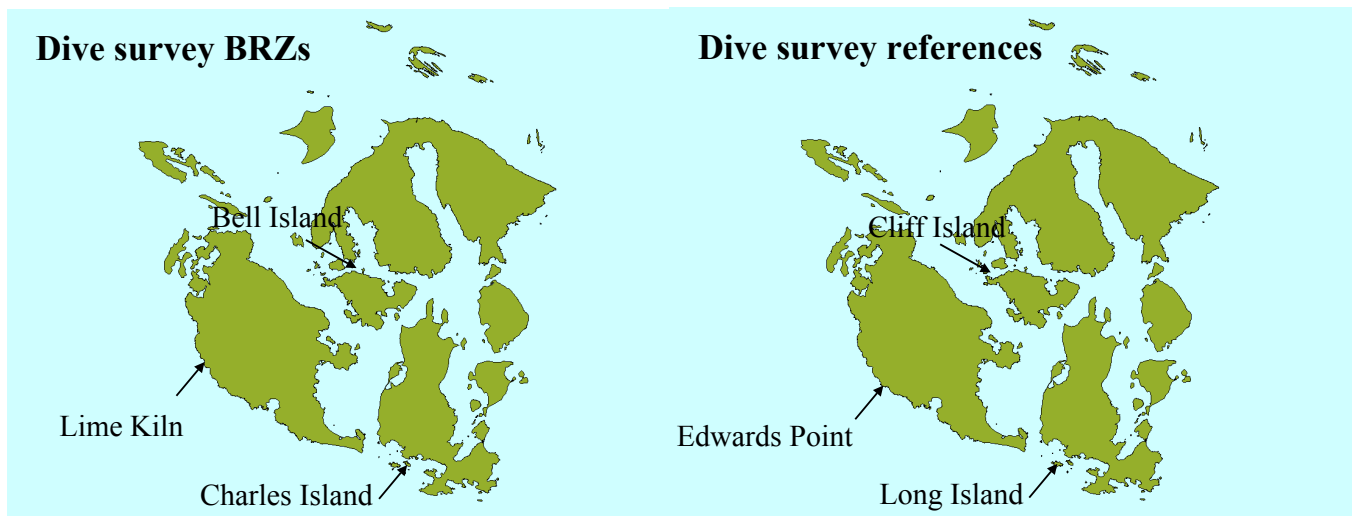 Dive survey BRZs
Bell Island
Lime Kiln
Charles Island
Dive survey references
Cliff Island
Edwards Point
Long Island